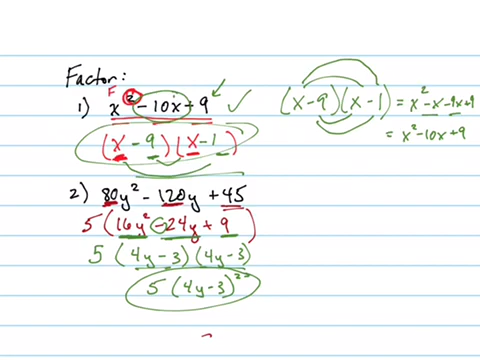 Factor:
F
1) x² - 10x + 9
(x - 9)(x - 1)
(x - 9)(x - 1) = x² - x - 9x + 9
= x² - 10x + 9
2) 80y² - 120y + 45
5(16y² - 24y + 9)
5(4y - 3)(4y - 3)
5(4y - 3)²